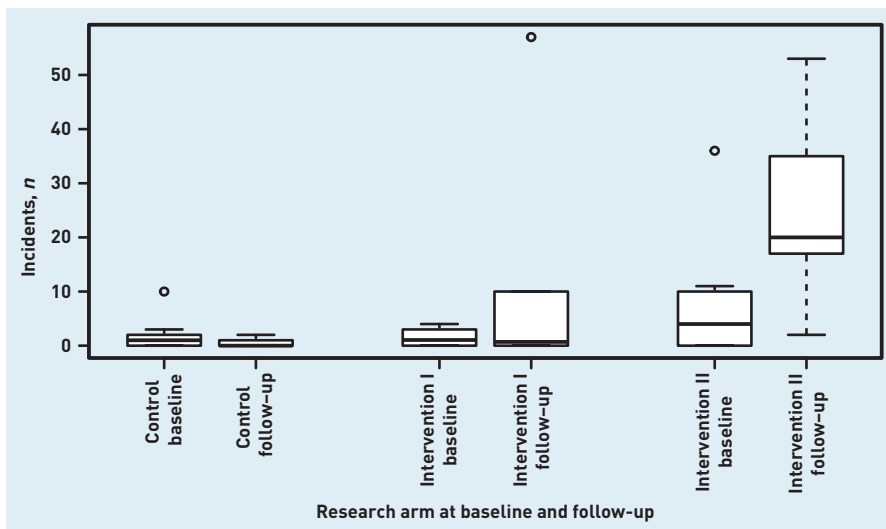 50
40
30
20
10
0
Incidents, n
Control
baseline
Control
follow-up
Intervention I
baseline
Intervention I
follow-up
Intervention II
baseline
Intervention II
follow-up
Research arm at baseline and follow-up